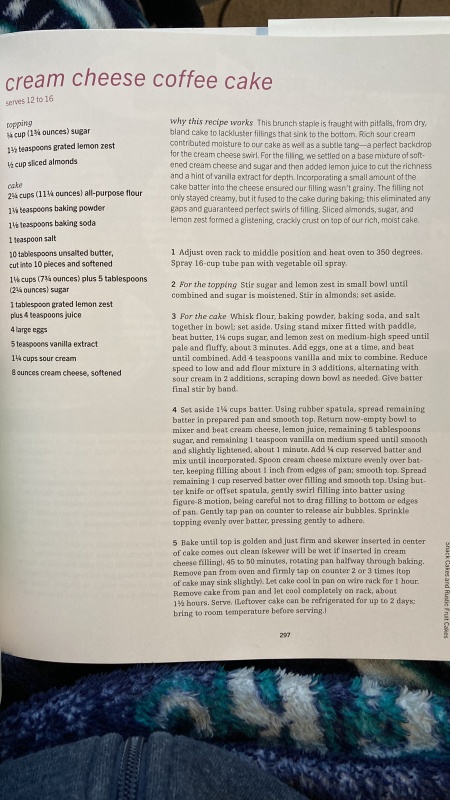 cream cheese coffee cake
serves 12 to 16
topping
¼ cup (1¾ ounces) sugar
1½ teaspoons grated lemon zest
½ cup sliced almonds
cake
2¼ cups (11¼ ounces) all-purpose flour
1⅛ teaspoons baking powder
1⅛ teaspoons baking soda
1 teaspoon salt
10 tablespoons unsalted butter,
cut into 10 pieces and softened
1⅛ cups (7¾ ounces) plus 5 tablespoons
(2¼ ounces) sugar
1 tablespoon grated lemon zest
plus 4 teaspoons juice
4 large eggs
5 teaspoons vanilla extract
1¼ cups sour cream
8 ounces cream cheese, softened
why this recipe works This brunch staple is fraught with pitfalls, from dry,
bland cake to lackluster fillings that sink to the bottom. Rich sour cream
contributed moisture to our cake as well as a subtle tang—a perfect backdrop
for the cream cheese swirl. For the filling, we settled on a base mixture of soft-
ened cream cheese and sugar and then added lemon juice to cut the richness
and a hint of vanilla extract for depth. Incorporating a small amount of the
cake batter into the cheese ensured our filling wasn't grainy. The filling not
only stayed creamy, but it fused to the cake during baking; this eliminated any
gaps and guaranteed perfect swirls of filling. Sliced almonds, sugar, and
lemon zest formed a glistening, crackly crust on top of our rich, moist cake.
1 Adjust oven rack to middle position and heat oven to 350 degrees.
Spray 16-cup tube pan with vegetable oil spray.
2 For the topping Stir sugar and lemon zest in small bowl until
combined and sugar is moistened. Stir in almonds; set aside.
3 For the cake Whisk flour, baking powder, baking soda, and salt
together in bowl; set aside. Using stand mixer fitted with paddle,
beat butter, 1⅛ cups sugar, and lemon zest on medium-high speed until
pale and fluffy, about 3 minutes. Add eggs, one at a time, and beat
until combined. Add 4 teaspoons vanilla and mix to combine. Reduce
speed to low and add flour mixture in 3 additions, alternating with
sour cream in 2 additions, scraping down bowl as needed. Give batter
final stir by hand.
4 Set aside 1¼ cups batter. Using rubber spatula, spread remaining
batter in prepared pan and smooth top. Return now-empty bowl to
mixer and beat cream cheese, lemon juice, remaining 5 tablespoons
sugar, and remaining 1 teaspoon vanilla on medium speed until smooth
and slightly lightened, about 1 minute. Add ¼ cup reserved batter and
mix until incorporated. Spoon cream cheese mixture evenly over bat-
ter, keeping filling about 1 inch from edges of pan; smooth top. Spread
remaining 1 cup reserved batter over filling and smooth top. Using but-
ter knife or offset spatula, gently swirl filling into batter using
figure-8 motion, being careful not to drag filling to bottom or edges
of pan. Gently tap pan on counter to release air bubbles. Sprinkle
topping evenly over batter, pressing gently to adhere.
5 Bake until top is golden and just firm and skewer inserted in center
of cake comes out clean (skewer will be wet if inserted in cream
cheese filling), 45 to 50 minutes, rotating pan halfway through baking.
Remove pan from oven and firmly tap on counter 2 or 3 times (top
of cake may sink slightly). Let cake cool in pan on wire rack for 1 hour.
Remove cake from pan and let cool completely on rack, about
1½ hours. Serve. (Leftover cake can be refrigerated for up to 2 days;
bring to room temperature before serving.)
297
Snack Cakes and Rustic Fruit Cakes